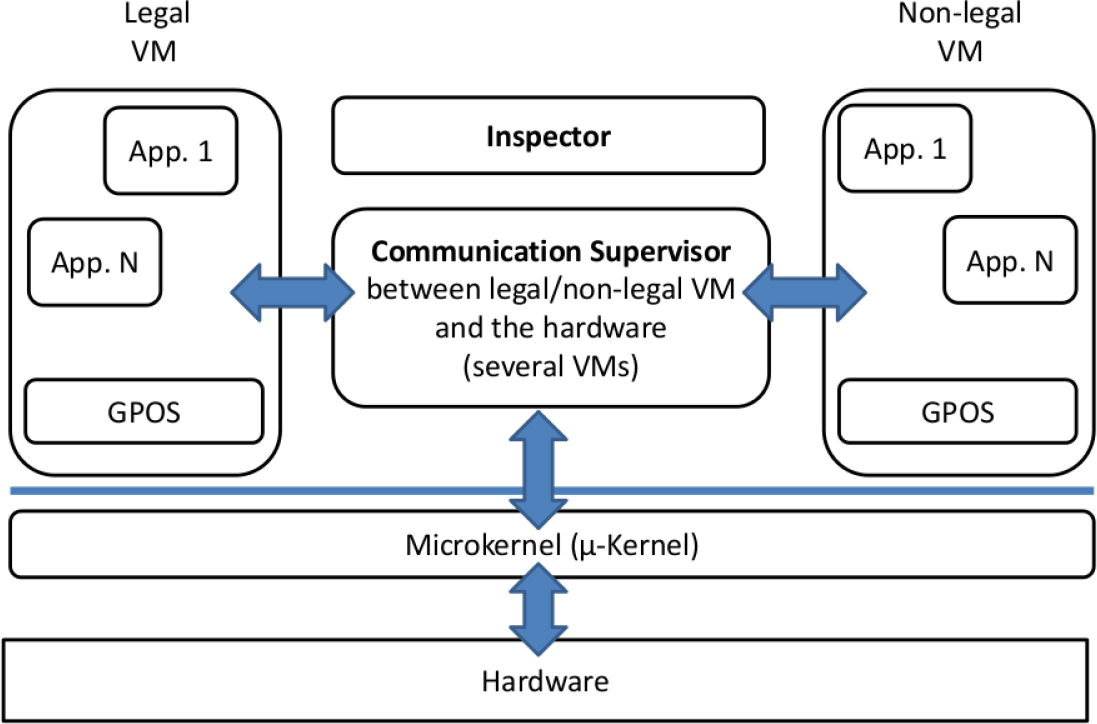 Legal
VM
Non-legal
VM
App. 1
App. N
GPOS
Inspector
Communication Supervisor
between legal/non-legal VM
and the hardware
(several VMs)
App. 1
App. N
GPOS
Microkernel (μ-Kernel)
Hardware